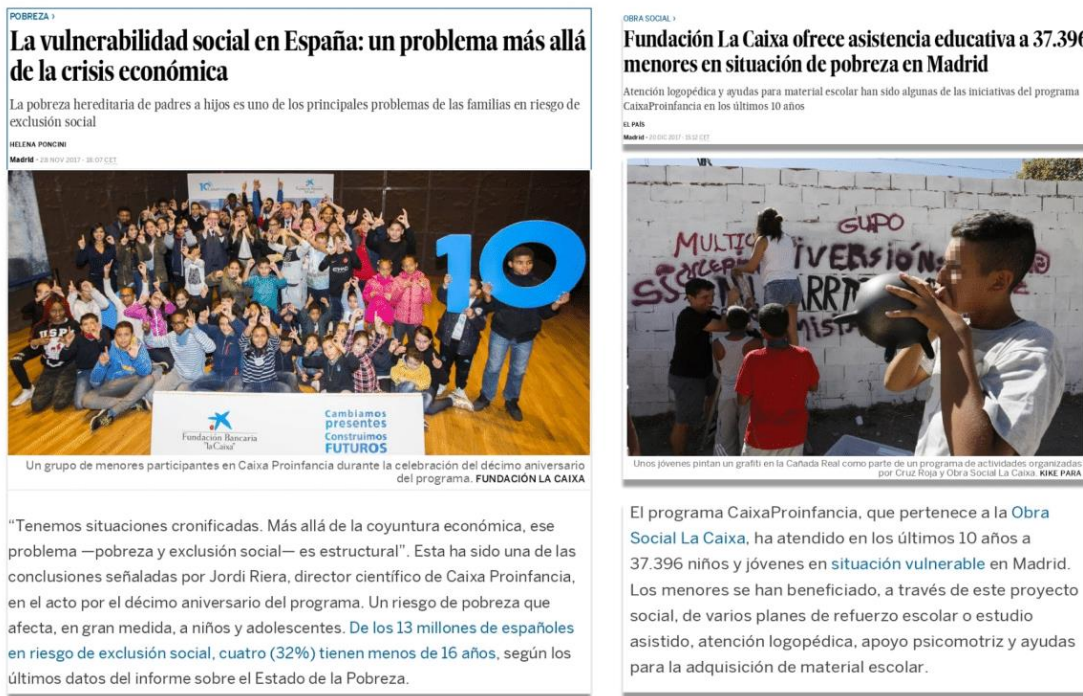 POBREZA ›
La vulnerabilidad social en España: un problema más allá
de la crisis económica
La pobreza hereditaria de padres a hijos es uno de los principales problemas de las familias en riesgo de
exclusión social
HELENA PONCINI
Madrid - 28 NOV 2017 - 18:07 CET
10
Fundación Bancaria
"la Caixa"
Cambiamos
presentes
Construimos
FUTUROS
Un grupo de menores participantes en Caixa Proinfancia durante la celebración del décimo aniversario
del programa. FUNDACIÓN LA CAIXA
“Tenemos situaciones cronificadas. Más allá de la coyuntura económica, ese
problema —pobreza y exclusión social— es estructural”. Esta ha sido una de las
conclusiones señaladas por Jordi Riera, director científico de Caixa Proinfancia,
en el acto por el décimo aniversario del programa. Un riesgo de pobreza que
afecta, en gran medida, a niños y adolescentes. De los 13 millones de españoles
en riesgo de exclusión social, cuatro (32%) tienen menos de 16 años, según los
últimos datos del informe sobre el Estado de la Pobreza.
OBRA SOCIAL ›
Fundación La Caixa ofrece asistencia educativa a 37.396
menores en situación de pobreza en Madrid
Atención logopédica y ayudas para material escolar han sido algunas de las iniciativas del programa
CaixaProinfancia en los últimos 10 años
EL PAÍS
Madrid - 20 DIC 2017 - 15:12 CET
GUPO
MULTIC
Unos jóvenes pintan un grafiti en la Cañada Real como parte de un programa de actividades organizadas
por Cruz Roja y Obra Social La Caixa. KIKE PARA
El programa CaixaProinfancia, que pertenece a la Obra
Social La Caixa, ha atendido en los últimos 10 años a
37.396 niños y jóvenes en situación vulnerable en Madrid.
Los menores se han beneficiado, a través de este proyecto
social, de varios planes de refuerzo escolar o estudio
asistido, atención logopédica, apoyo psicomotriz y ayudas
para la adquisición de material escolar.